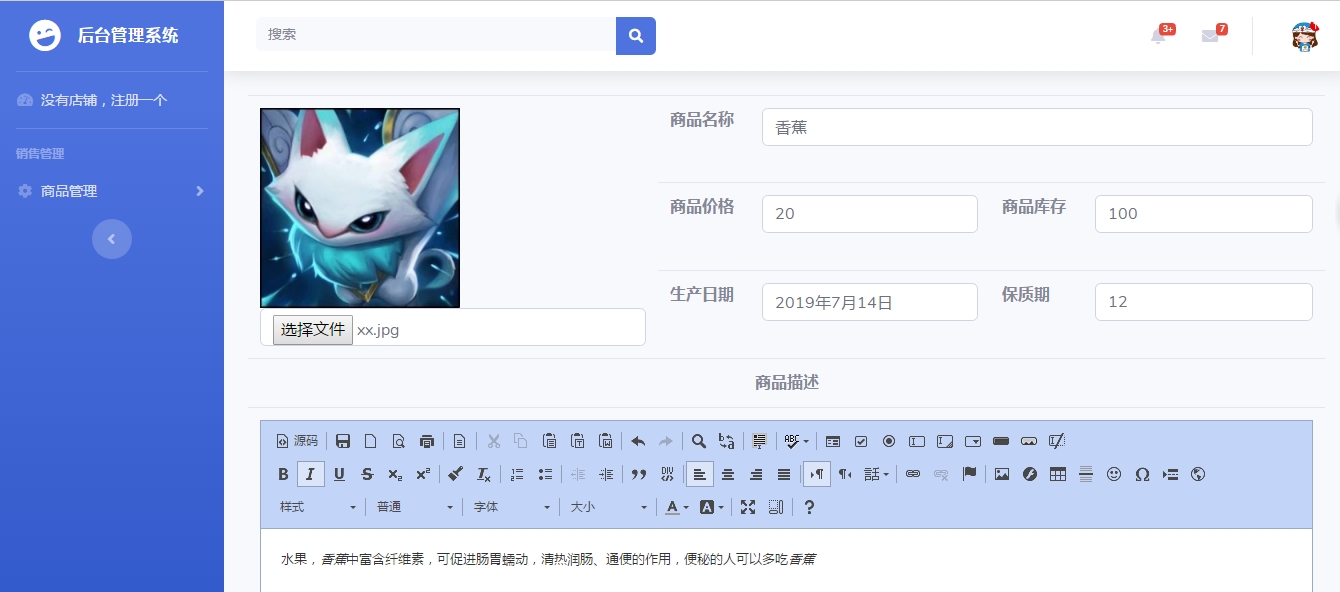 后台管理系统
搜索
3+
7
没有店铺，注册一个
销售管理
商品管理
商品名称
香蕉
商品价格
20
商品库存
100
生产日期
2019年7月14日
保质期
12
选择文件 xx.jpg
商品描述
源码
样式 普通 字体 大小
水果，香蕉中富含纤维素，可促进肠胃蠕动，清热润肠、通便的作用，便秘的人可以多吃香蕉